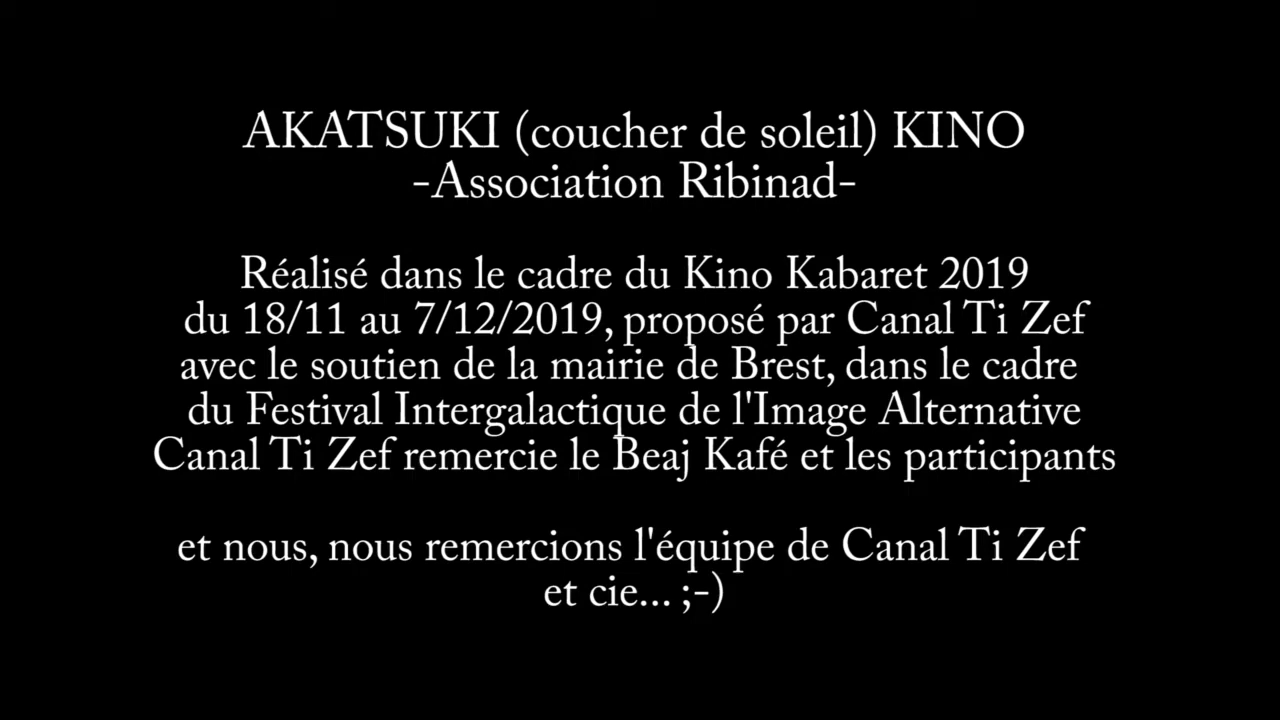 AKATSUKI (coucher de soleil) KINO
-Association Ribinad-
Réalisé dans le cadre du Kino Kabaret 2019
du 18/11 au 7/12/2019, proposé par Canal Ti Zef
avec le soutien de la mairie de Brest, dans le cadre
du Festival Intergalactique de l'Image Alternative
Canal Ti Zef remercie le Beaj Kafé et les participants
et nous, nous remercions l'équipe de Canal Ti Zef
et cie... ;-)